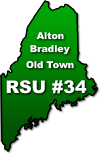 Alton
Bradley
Old Town
RSU #34